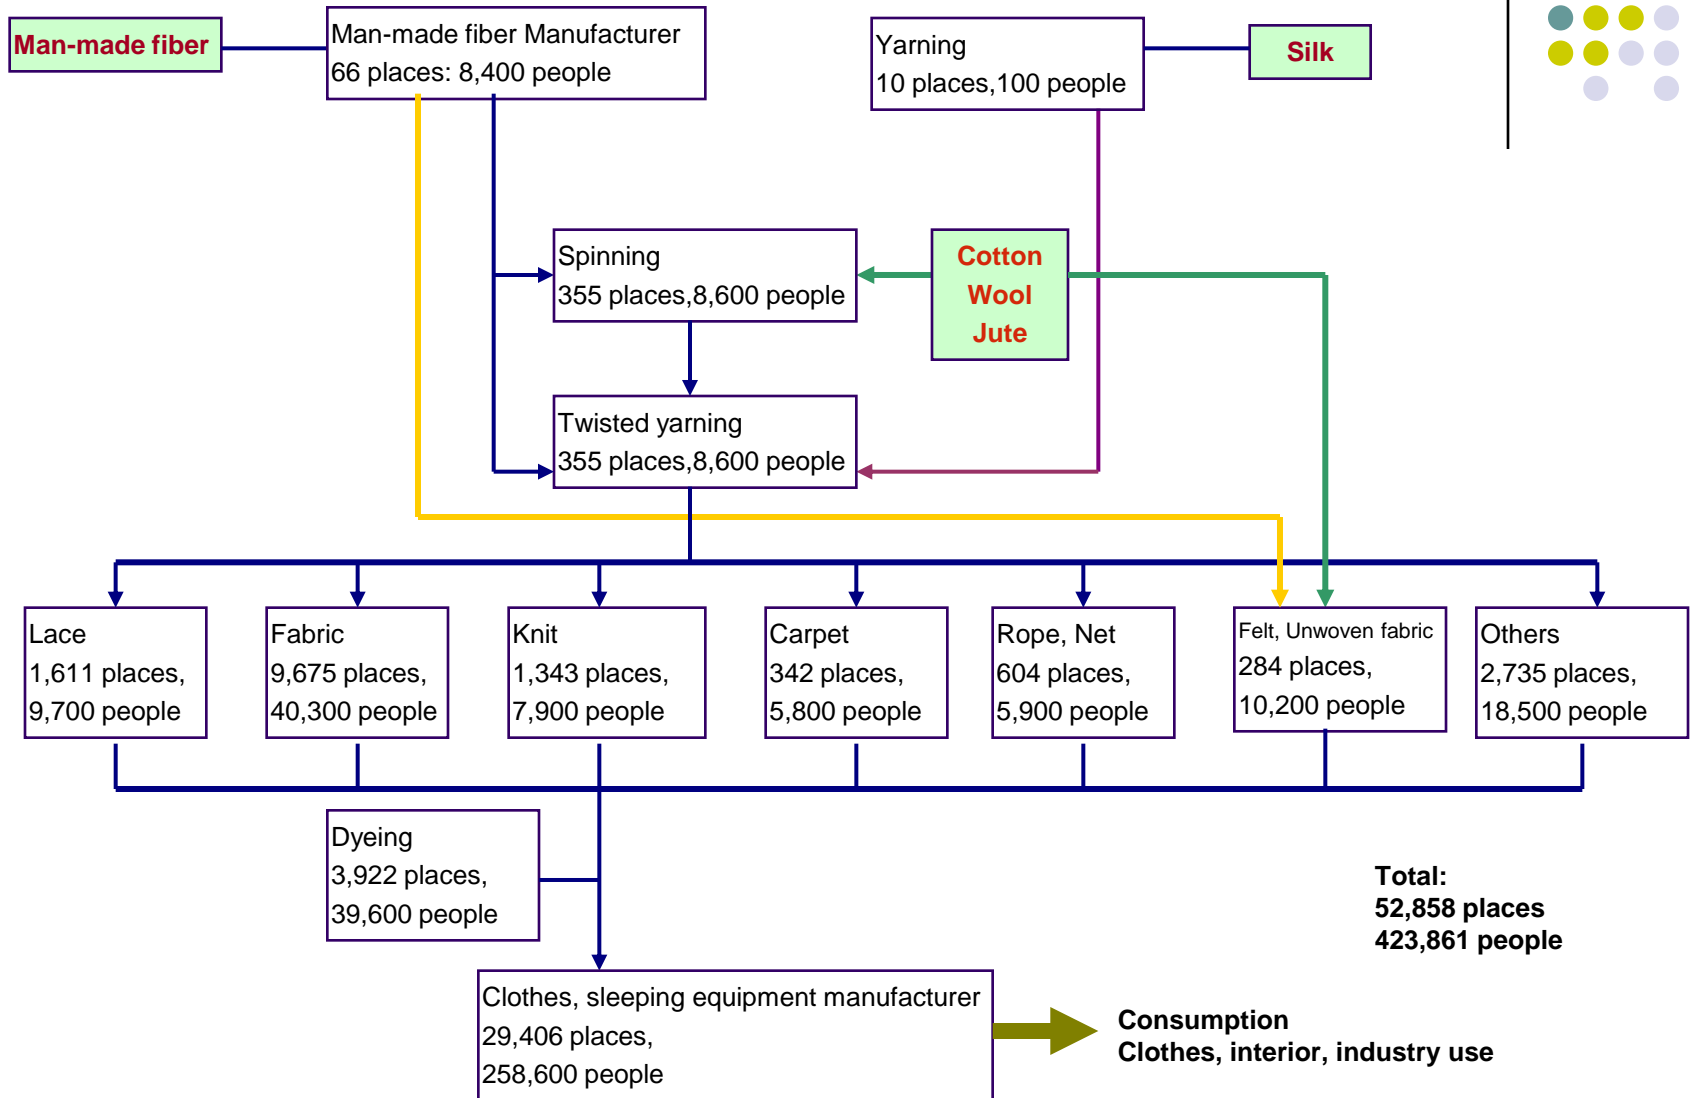 Man-made fiber
Man-made fiber Manufacturer
66 places: 8,400 people
Yarning
10 places,100 people
Silk
Spinning
355 places,8,600 people
Cotton
Wool
Jute
Twisted yarning
355 places,8,600 people
Lace
1,611 places,
9,700 people
Fabric
9,675 places,
40,300 people
Knit
1,343 places,
7,900 people
Carpet
342 places,
5,800 people
Rope, Net
604 places,
5,900 people
Felt, Unwoven fabric
284 places,
10,200 people
Others
2,735 places,
18,500 people
Dyeing
3,922 places,
39,600 people
Total:
52,858 places
423,861 people
Clothes, sleeping equipment manufacturer
29,406 places,
258,600 people
Consumption
Clothes, interior, industry use